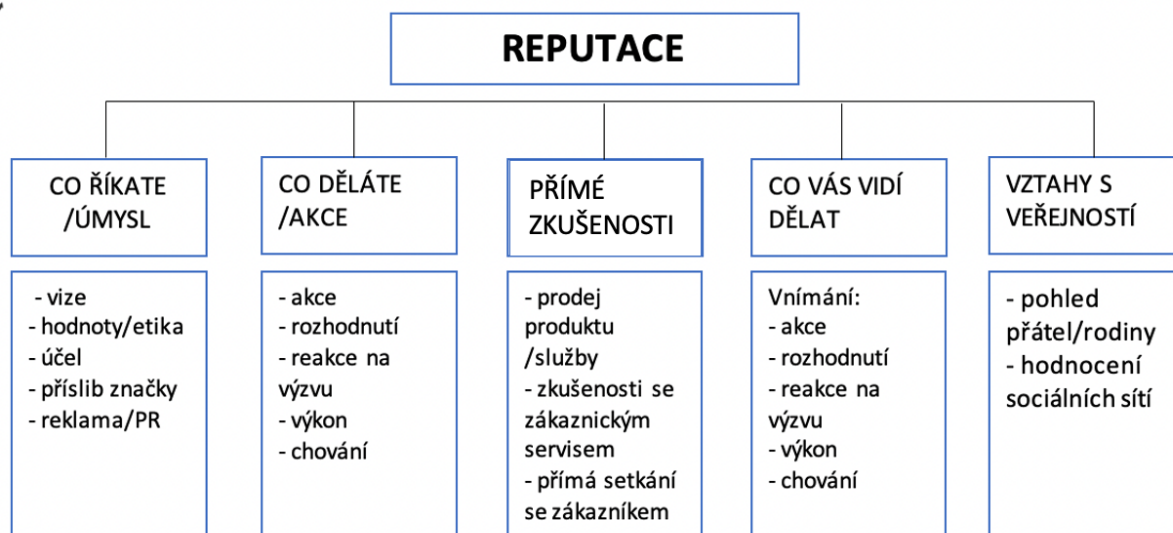 REPUTACE
CO ŘÍKATE
/ÚMYSL
- vize
- hodnoty/etika
- účel
- příslib značky
- reklama/PR
CO DĚLÁTE
/AKCE
- akce
- rozhodnutí
- reakce na
výzvu
- výkon
- chování
PŘÍMÉ
ZKUŠENOSTI
- prodej
produktu
/služby
- zkušenosti se
zákaznickým
servisem
- přímá setkání
se zákazníkem
CO VÁS VIDÍ
DĚLAT
Vnímání:
- akce
- rozhodnutí
- reakce na
výzvu
- výkon
- chování
VZTAHY S
VEŘEJNOSTÍ
- pohled
přátel/rodiny
- hodnocení
sociálních sítí